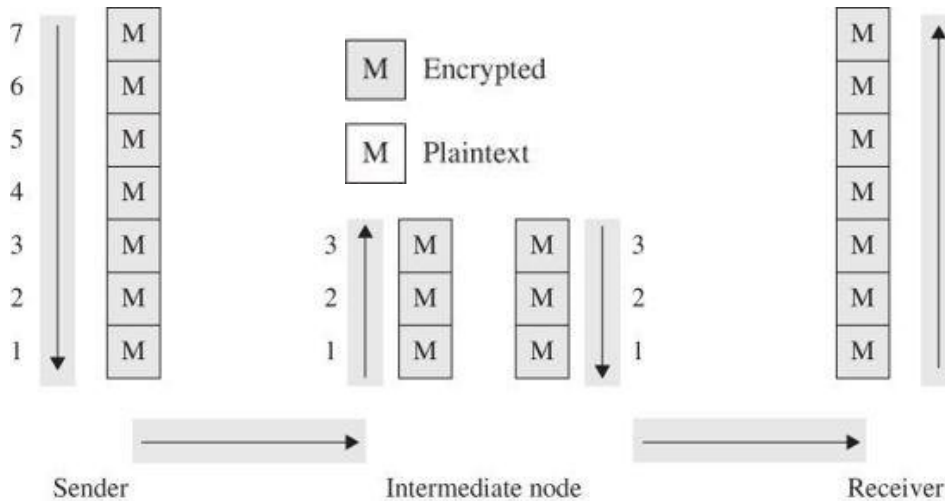 7 M M
6 M M
5 M M
4 M M
3 M 3 M M 3 M
2 M 2 M M 2 M
1 M 1 M M 1 M
M Encrypted
M Plaintext
Sender Intermediate node Receiver